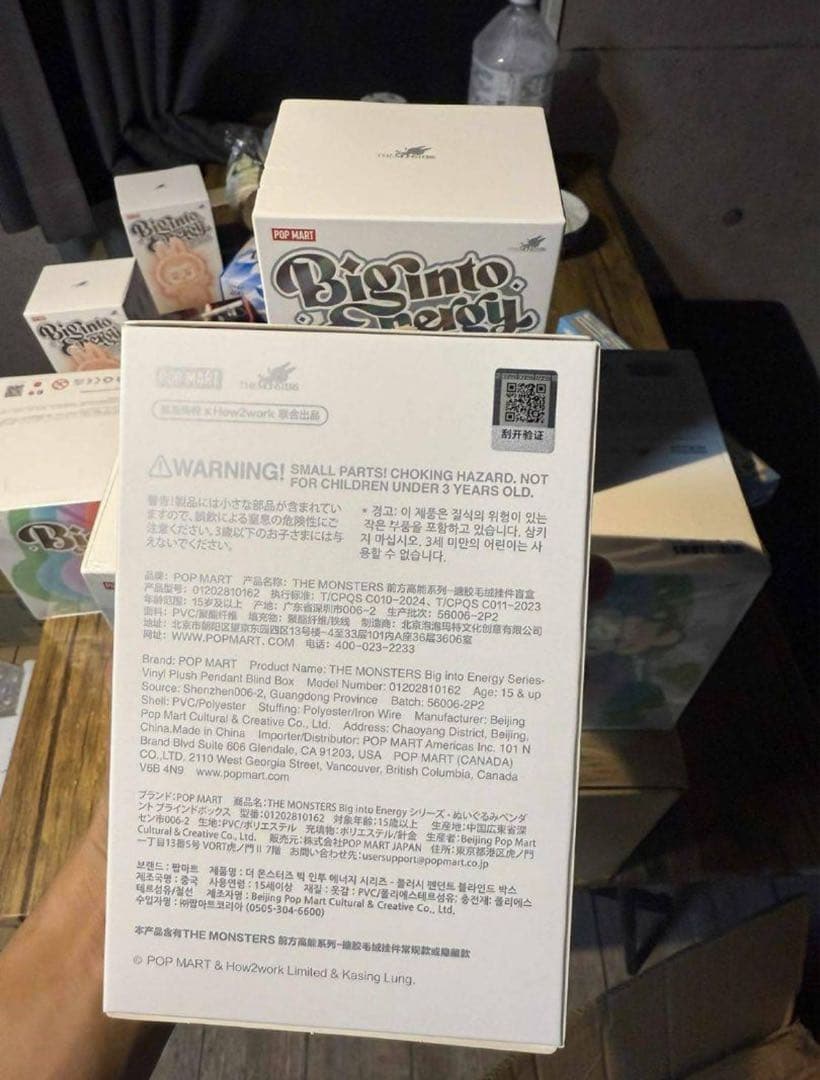 THE MONSTERS
POP MART
Big into
Energy
Big into
Energy
Big into
POP MART
THE MONSTERS
How2work 联合出品
刮开验证
WARNING! SMALL PARTS! CHOKING HAZARD. NOT
FOR CHILDREN UNDER 3 YEARS OLD.
警告!製品には小さな部品が含まれてい
ますので、誤飲による窒息の危険性にご
注意ください。3歳以下のお子さまには与
えないでください。
* 경고: 이 제품은 질식의 위험이 있는
작은 부품을 포함하고 있습니다. 삼키
지 마십시오. 3세 미만의 어린이는 사
용할 수 없습니다.
品牌: POP MART 产品名称: THE MONSTERS 前方高能系列-搪胶毛绒挂件盲盒
产品型号: 01202810162 执行标准: T/CPQS C010-2024、T/CPQS C011-2023
年龄范围: 15岁及以上 产地: 广东省深圳市006-2 生产批次: 56006-2P2
面料: PVC/聚酯纤维 填充物: 聚酯纤维/铁线 制造商: 北京泡泡玛特文化创意有限公司
地址: 北京市朝阳区望京东园四区13号楼-4至33层101内A座36层3606室
网址: WWW.POPMART.COM 电话: 400-023-2233
Brand: POP MART Product Name: THE MONSTERS Big into Energy Series-
Vinyl Plush Pendant Blind Box Model Number: 01202810162 Age: 15 & up
Source: Shenzhen006-2, Guangdong Province Batch: 56006-2P2
Shell: PVC/Polyester Stuffing: Polyester/Iron Wire Manufacturer: Beijing
Pop Mart Cultural & Creative Co., Ltd. Address: Chaoyang District, Beijing,
China.Made in China Importer/Distributor: POP MART Americas Inc. 101 N
Brand Blvd Suite 606 Glendale, CA 91203, USA POP MART (CANADA)
CO.,LTD, 2110 West Georgia Street, Vancouver, British Columbia, Canada
V6B 4N9 www.popmart.com
ブランド: POP MART 商品名: THE MONSTERS Big into Energy シリーズ・ぬいぐるみペンダ
ント ブラインドボックス 型番: 01202810162 対象年齢: 15歳以上 生産地: 中国広東省深
セン市006-2 生地: PVC/ポリエステル 充填物: ポリエステル/針金 生産者: Beijing Pop Mart
Cultural & Creative Co., Ltd. 販売元: 株式会社POP MART JAPAN 住所: 東京都港区虎ノ門
一丁目13番5号 VORT虎ノ門Ⅱ 7階 お問い合わせ先: usersupport@popmart.co.jp
브랜드 : 팝마트 제품명 : 더 몬스터즈 빅 인투 에너지 시리즈 - 플러시 펜던트 블라인드 박스
제조국명 : 중국 사용연령 : 15세이상 재질 : 옷감 : PVC/폴리에스테르섬유; 충전재: 폴리에스
테르섬유/철선 제조자명 : Beijing Pop Mart Cultural & Creative Co., Ltd.
수입자명 : ㈜팝마트코리아 (0505-304-6600)
本产品含有THE MONSTERS 前方高能系列-搪胶毛绒挂件常规款或隐藏款
© POP MART & How2work Limited & Kasing Lung.